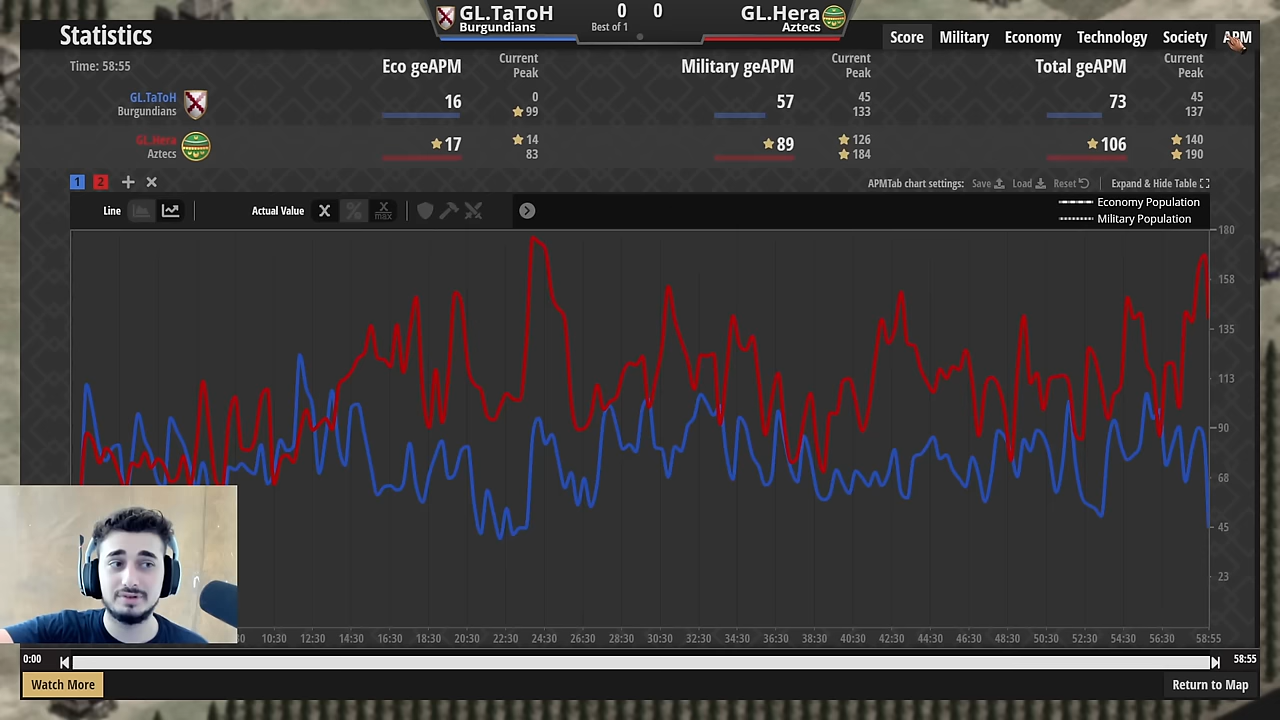 GL.TaToH
Burgundians
0 0
Best of 1
GL.Hera
Aztecs
Statistics
Score Military Economy Technology Society APM
Time: 58:55
Eco geAPM
Current
Peak
Military geAPM
Current
Peak
Total geAPM
Current
Peak
GL.TaToH
Burgundians
16
0
99
57
45
133
73
45
137
GL.Hera
Aztecs
17
14
83
89
126
184
106
140
190
1 2
APMTab chart settings: Save Load Reset Expand & Hide Table
Line
Actual Value X % X max
Economy Population
Military Population
180
158
135
113
90
68
45
23
10:30 12:30 14:30 16:30 18:30 20:30 22:30 24:30 26:30 28:30 30:30 32:30 34:30 36:30 38:30 40:30 42:30 44:30 46:30 48:30 50:30 52:30 54:30 56:30 58:55
0:00
58:55
Watch More
Return to Map